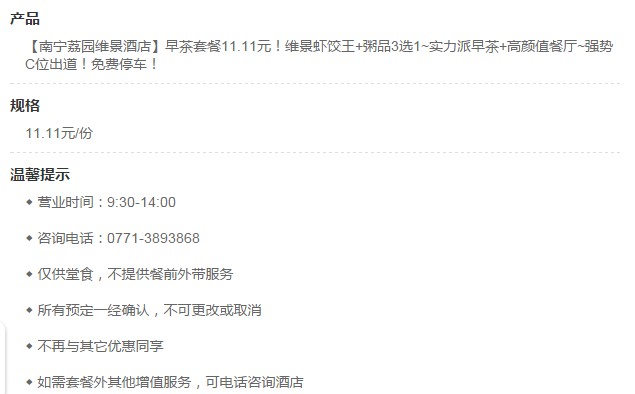 产品
【南宁荔园维景酒店】早茶套餐11.11元！维景虾饺王+粥品3选1~实力派早茶+高颜值餐厅~强势
C位出道！免费停车！
规格
11.11元/份
温馨提示
◆ 营业时间：9:30-14:00
◆ 咨询电话：0771-3893868
◆ 仅供堂食，不提供餐前外带服务
◆ 所有预定一经确认，不可更改或取消
◆ 不再与其它优惠同享
◆ 如需套餐外其他增值服务，可电话咨询酒店